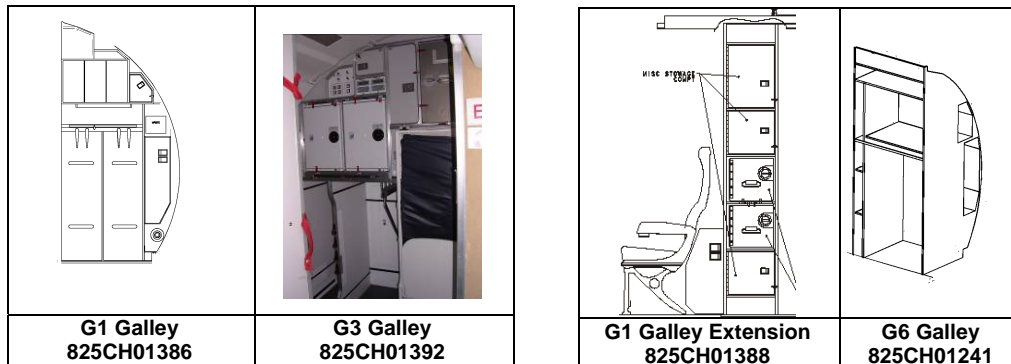 MISC STOWAGE
COMPT
E
G1 Galley
825CH01386
G3 Galley
825CH01392
G1 Galley Extension
825CH01388
G6 Galley
825CH01241